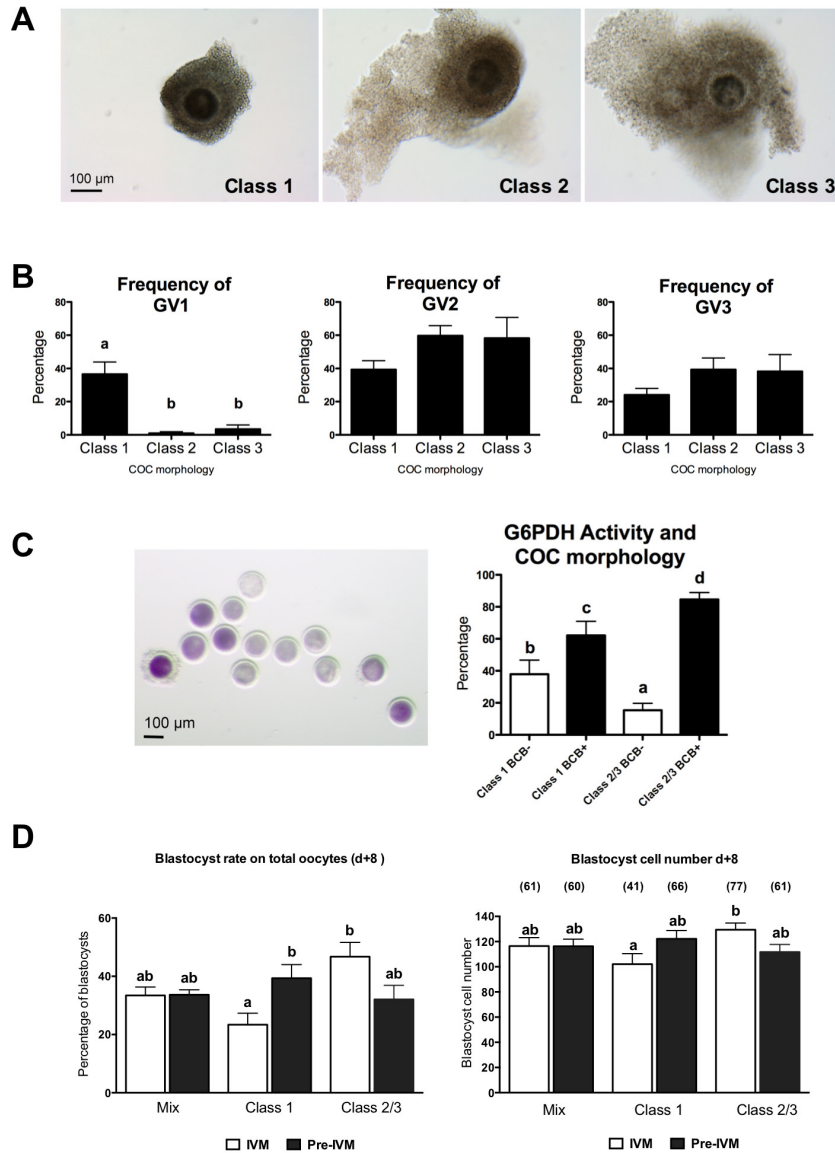 A
100 µm
Class 1
Class 2
Class 3
B
Frequency of
GV1
Percentage
80
60
40
20
0
a
b
b
Class 1 Class 2 Class 3
COC morphology
Frequency of
GV2
Percentage
80
60
40
20
0
Class 1 Class 2 Class 3
COC morphology
Frequency of
GV3
Percentage
80
60
40
20
0
Class 1 Class 2 Class 3
COC morphology
C
100 µm
G6PDH Activity and
COC morphology
Percentage
100
80
60
40
20
0
b
c
a
d
Class 1 BCB-
Class 1 BCB+
Class 2/3 BCB-
Class 2/3 BCB+
D
Blastocyst rate on total oocytes (d+8 )
Percentage of blastocysts
60
40
20
0
ab ab a b b ab
Mix Class 1 Class 2/3
IVM Pre-IVM
Blastocyst cell number d+8
(61) (60) (41) (66) (77) (61)
Blastocyst cell number
140
120
100
80
60
40
20
0
ab ab a ab b ab
Mix Class 1 Class 2/3
IVM Pre-IVM